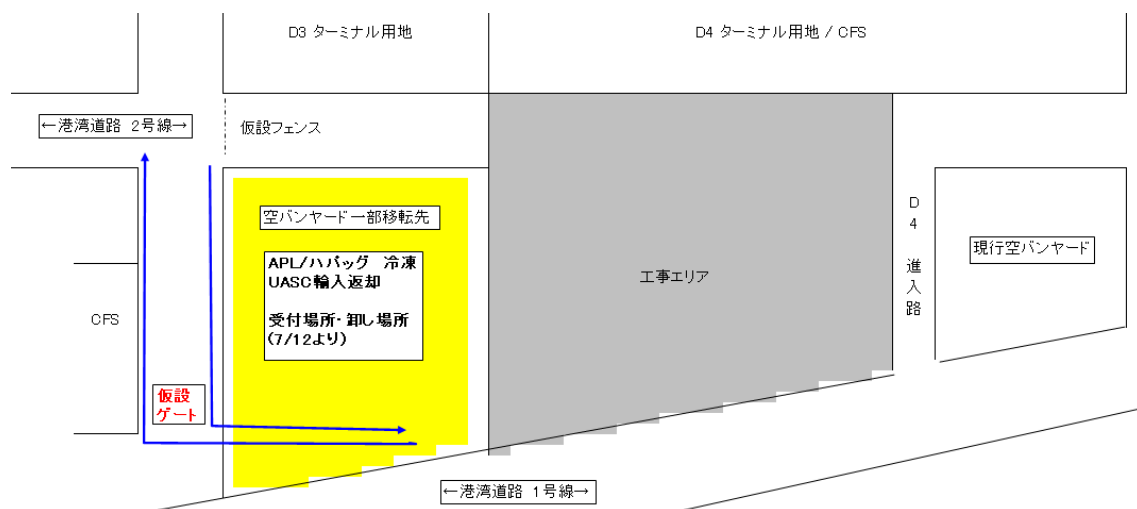 D3 ターミナル用地
D4 ターミナル用地 / CFS
←港湾道路 2号線→
仮設フェンス
空バンヤード一部移転先
APL/ハパッグ 冷凍
UASC輸入返却
受付場所・卸し場所
(7/12より)
工事エリア
D4 進入路
現行空バンヤード
CFS
仮設
ゲート
←港湾道路 1号線→